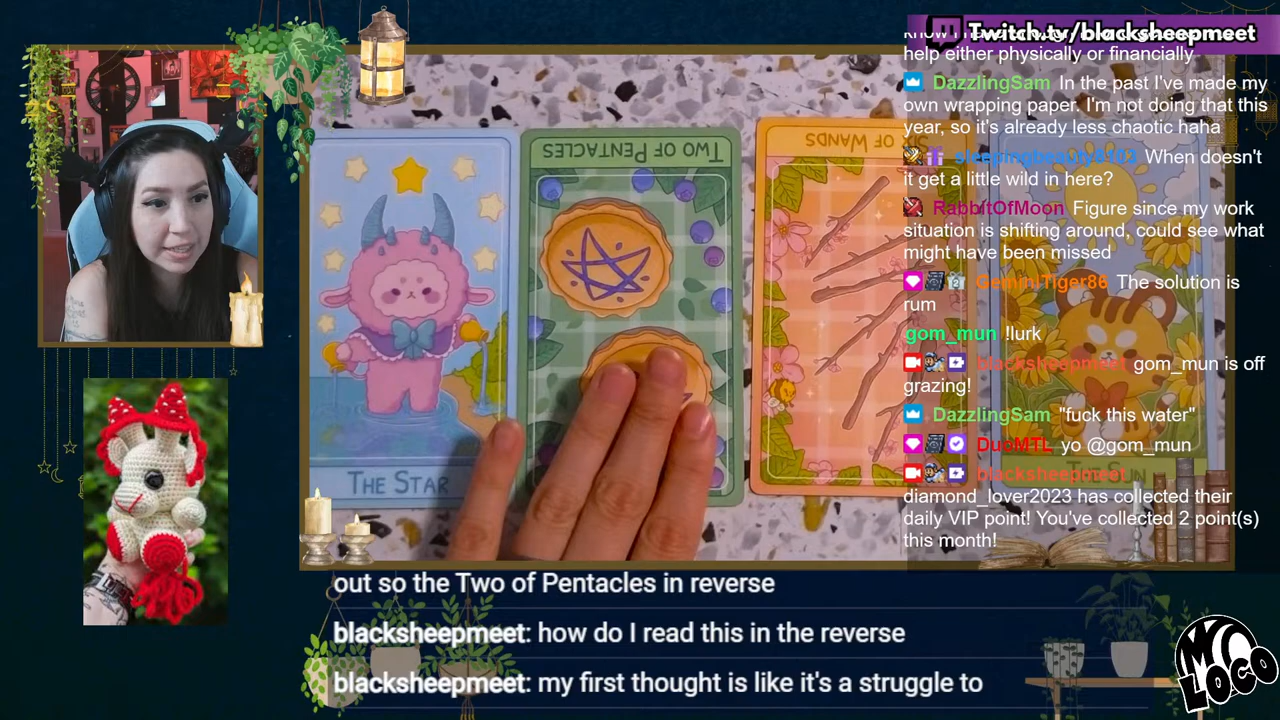 Twitch.tv/blacksheepmeet
help either physically or financially
DazzlingSam In the past I've made my
own wrapping paper. I'm not doing that this
year, so it's already less chaotic haha
sleepingbeauty8103 When doesn't
it get a little wild in here?
RabbitOfMoon Figure since my work
situation is shifting around, could see what
might have been missed
GeminiTiger86 The solution is
rum
gom_mun !lurk
blacksheepmeet gom_mun is off
grazing!
DazzlingSam "fuck this water"
DuoMTL yo @gom_mun
blacksheepmeet
diamond_lover2023 has collected their
daily VIP point! You've collected 2 point(s)
this month!
TWO OF PENTACLES
OF WANDS
THE STAR
out so the Two of Pentacles in reverse
blacksheepmeet: how do I read this in the reverse
blacksheepmeet: my first thought is like it's a struggle to
MC
LOCO